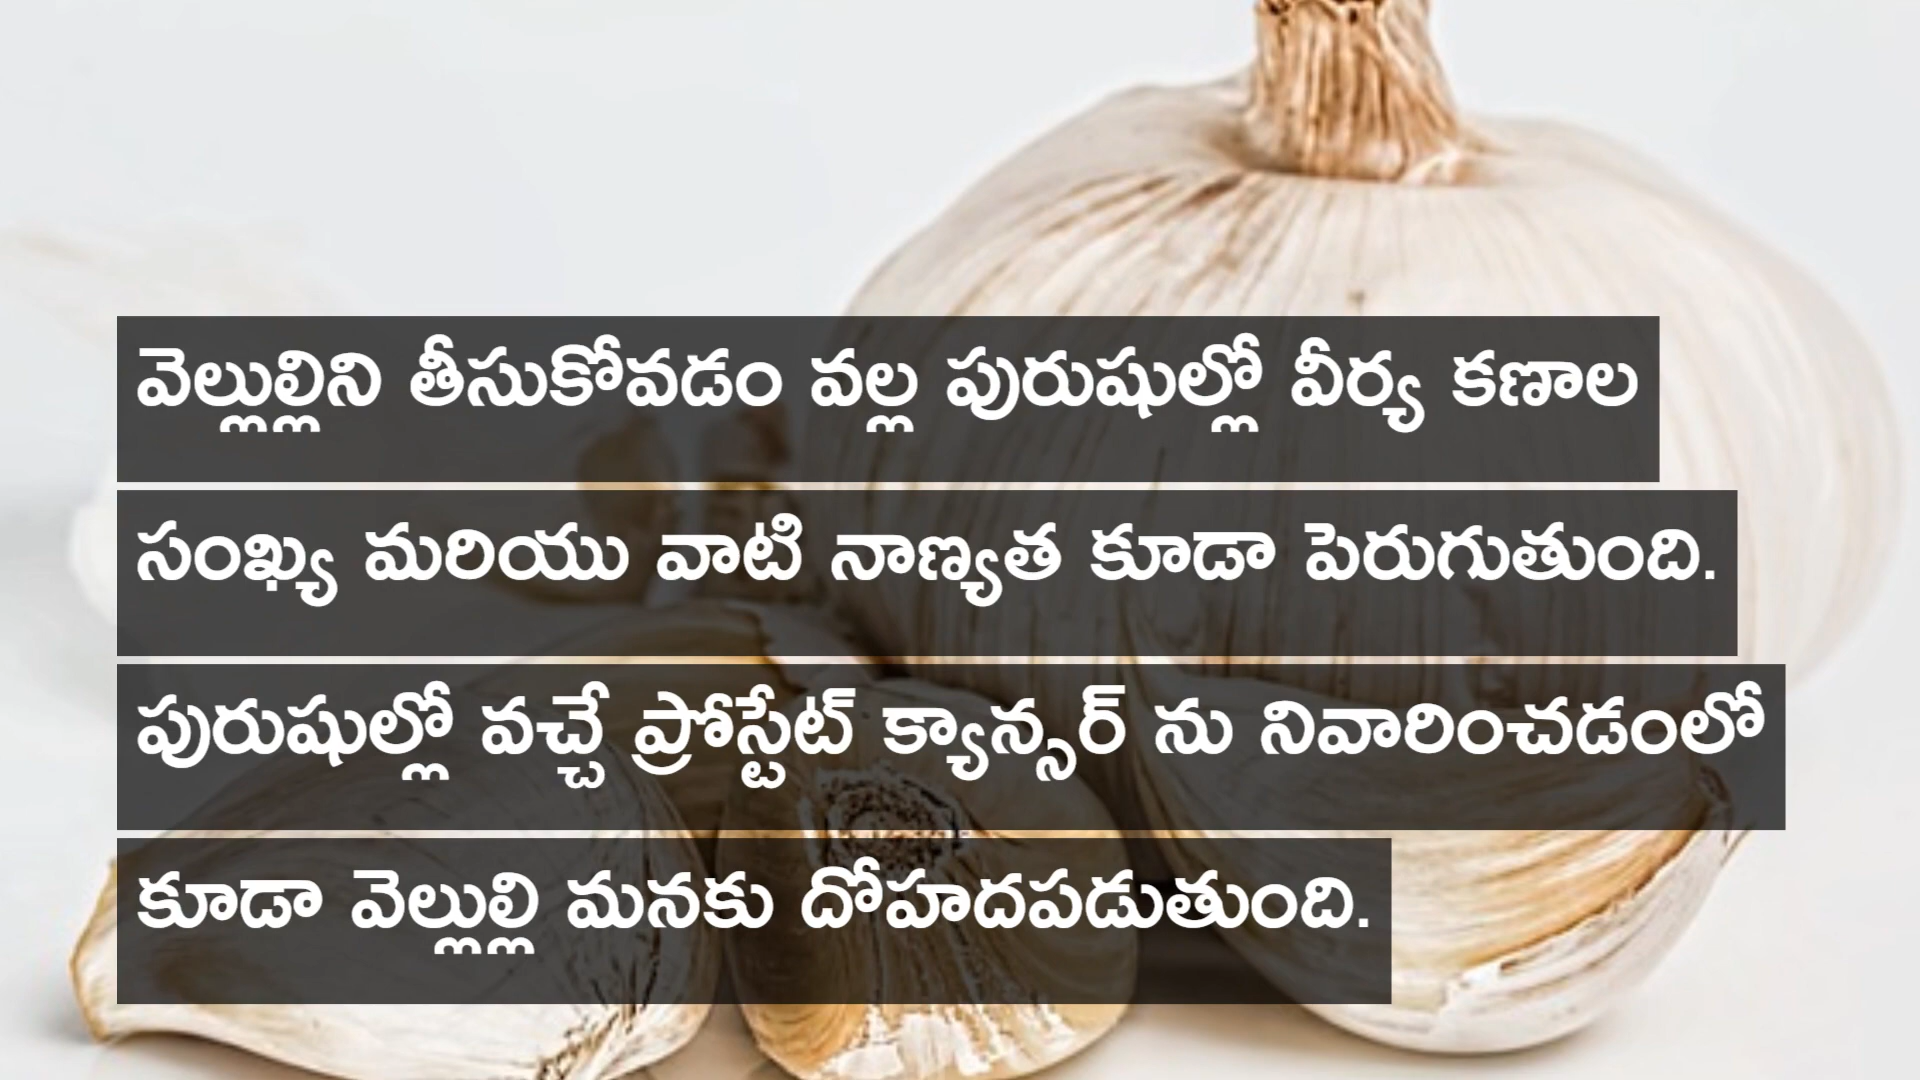 వెల్లుల్లిని తీసుకోవడం వల్ల పురుషుల్లో వీర్య కణాల
సంఖ్య మరియు వాటి నాణ్యత కూడా పెరుగుతుంది.
పురుషుల్లో వచ్చే ప్రోస్టేట్ క్యాన్సర్ ను నివారించడంలో
కూడా వెల్లుల్లి మనకు దోహదపడుతుంది.